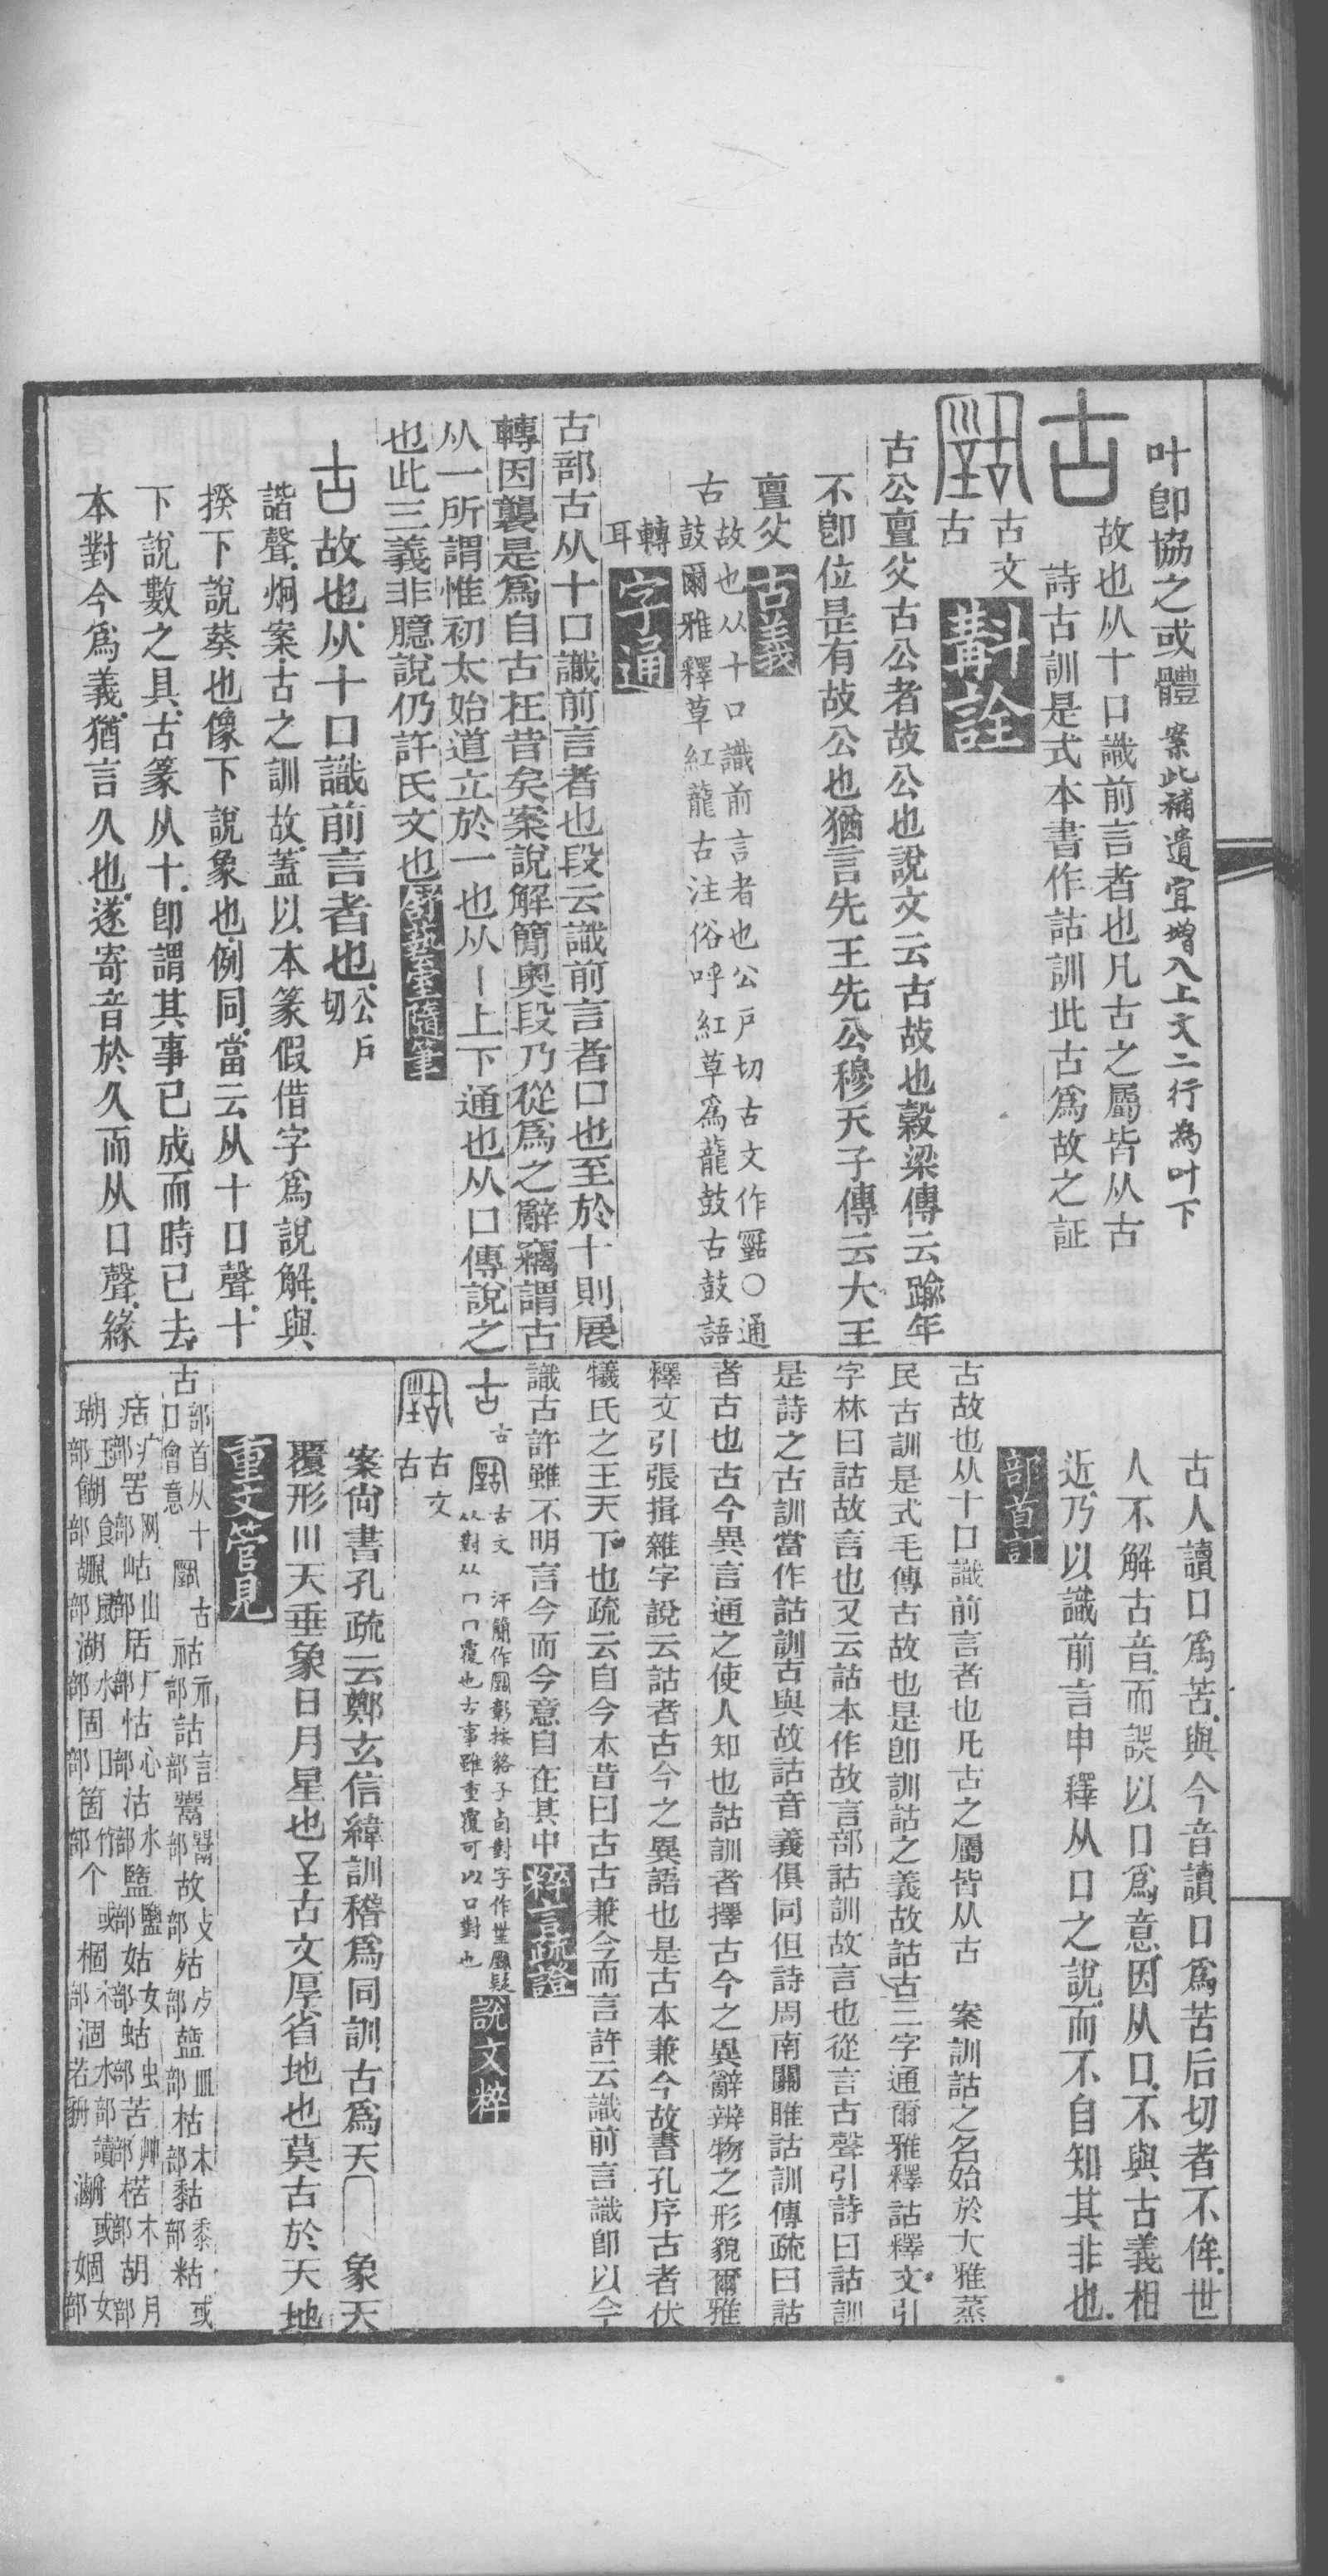 叶卽協之或體案此補遺宜增入上文二行為叶下
古故也从十口識前言者也凡古之屬皆从古
詩古訓是式本書作詁訓此古爲故之証
古文
古
斠詮
古公亶父古公者故公也說文云古故也穀梁傳云踰年
不卽位是有故公也猶言先王先公穆天子傳云大王
亶父古義
故也从十口識前言者也公戶切古文作𠖠〇通
古鼓爾雅釋草紅蘢古注俗呼紅草爲蘢鼓古鼓語
轉
耳
字通
古部古从十口識前言者也段云識前言者口也至於十則展
轉因襲是爲自古在昔矣案說解簡奧段乃從爲之辭竊謂古
从一所謂惟初太始道立於一也从丨上下通也从口傳說之
也此三義非臆說仍許氏文也舒藝室隨筆
古故也从十口識前言者也公戶切
諧聲炯案古之訓故蓋以本篆假借字爲說解與
揆下說葵也像下說象也例同當云从十口聲十
下說數之具古篆从十卽謂其事已成而時已去
本對今爲義猶言久也遂寄音於久而从口聲緣
古人讀口爲苦與今音讀口爲苦后切者不侔世
人不解古音而誤以口爲意因从口不與古義相
近乃以識前言申釋从口之說而不自知其非也
部首訂
古故也从十口識前言者也凡古之屬皆从古 案訓詁之名始於大雅蒸
民古訓是式毛傳古故也是卽訓詁之義故詁古三字通爾雅釋詁釋文引
字林曰詁故言也又云詁本作故言部詁訓故言也從言古聲引詩曰詁訓
是詩之古訓當作詁訓古與故詁音義俱同但詩周南關雎詁訓傳疏曰詁
者古也古今異言通之使人知也詁訓者擇古今之異辭辨物之形貌爾雅
釋文引張揖雜字說云詁者古今之異語也是古本兼今故書孔序古者伏
犧氏之王天下也疏云自今本昔曰古古兼今而言許云識前言識卽以今
識古許雖不明言今而今意自在其中粹言疏證
古古𠖠古文 汗簡作𠖠彰按貉子卣對字作𡉚𠖠疑
从對从冂冂覆也古事雖重覆可以口對也
說文粹
古文
古
案尙書孔疏云鄭玄信緯訓稽爲同訓古爲天冂象天
覆形川天垂象日月星也𡉚古文厚省地也莫古於天地
重文管見
古部首从十口會意𠖠古祜示部詁言部鬻部故攴部𣦸歺部盬皿部枯木部黏黍部粘或
痁疒部罟网部岵山部㕆厂部怙心部沽水部鹽鹽部姑女部蛄虫部苦艸部楛木部胡月部
瑚玉部餬食部䫹風部湖水部固囗部箇竹部个或棝木部涸水部讀若狋或婟女部